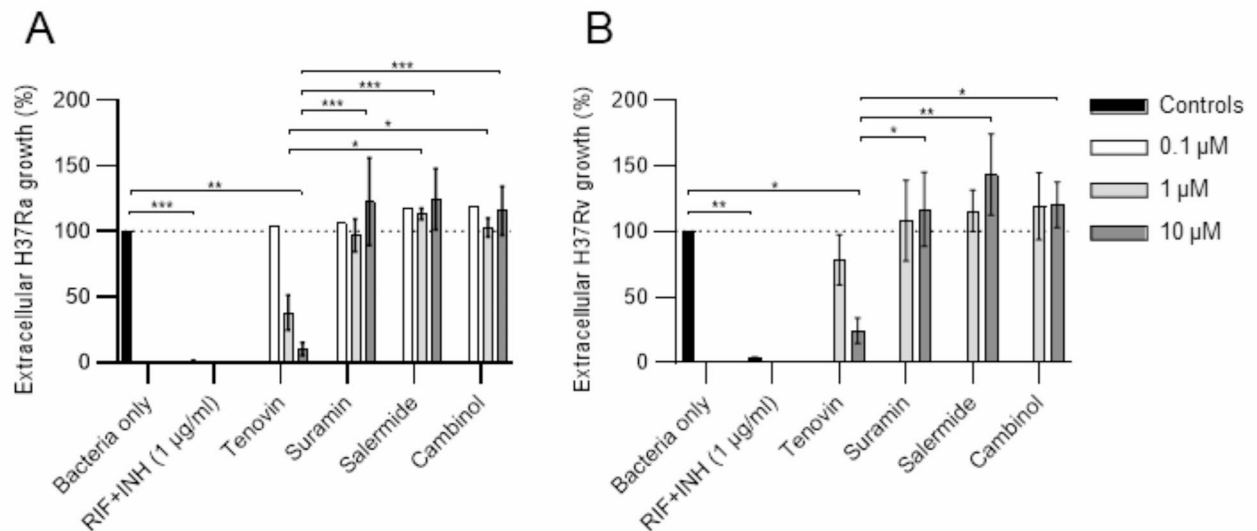 A
Extracellular H37Ra growth (%)
200
150
100
50
0
***
***
***
*
*
**
***
Bacteria only
RIF+INH (1 µg/ml)
Tenovin
Suramin
Salermide
Cambinol
B
Extracellular H37Rv growth (%)
200
150
100
50
0
*
**
*
*
**
Bacteria only
RIF+INH (1 µg/ml)
Tenovin
Suramin
Salermide
Cambinol
Controls
0.1 µM
1 µM
10 µM